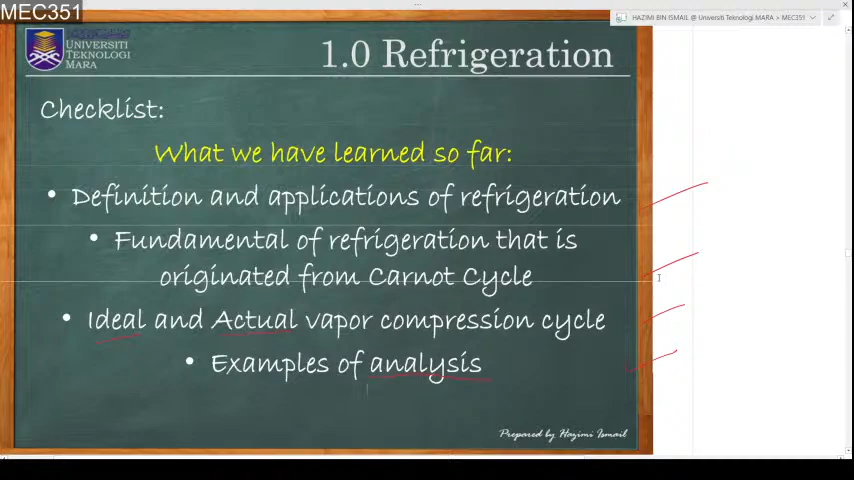 MEC351
HAZIMI BIN ISMAIL @ Universiti Teknologi MARA > MEC351
UNIVERSITI
TEKNOLOGI
MARA
1.0 Refrigeration
Checklist:
What we have learned so far:
• Definition and applications of refrigeration
• Fundamental of refrigeration that is
originated from Carnot Cycle
• Ideal and Actual vapor compression cycle
• Examples of analysis
Prepared by Hazimi Ismail